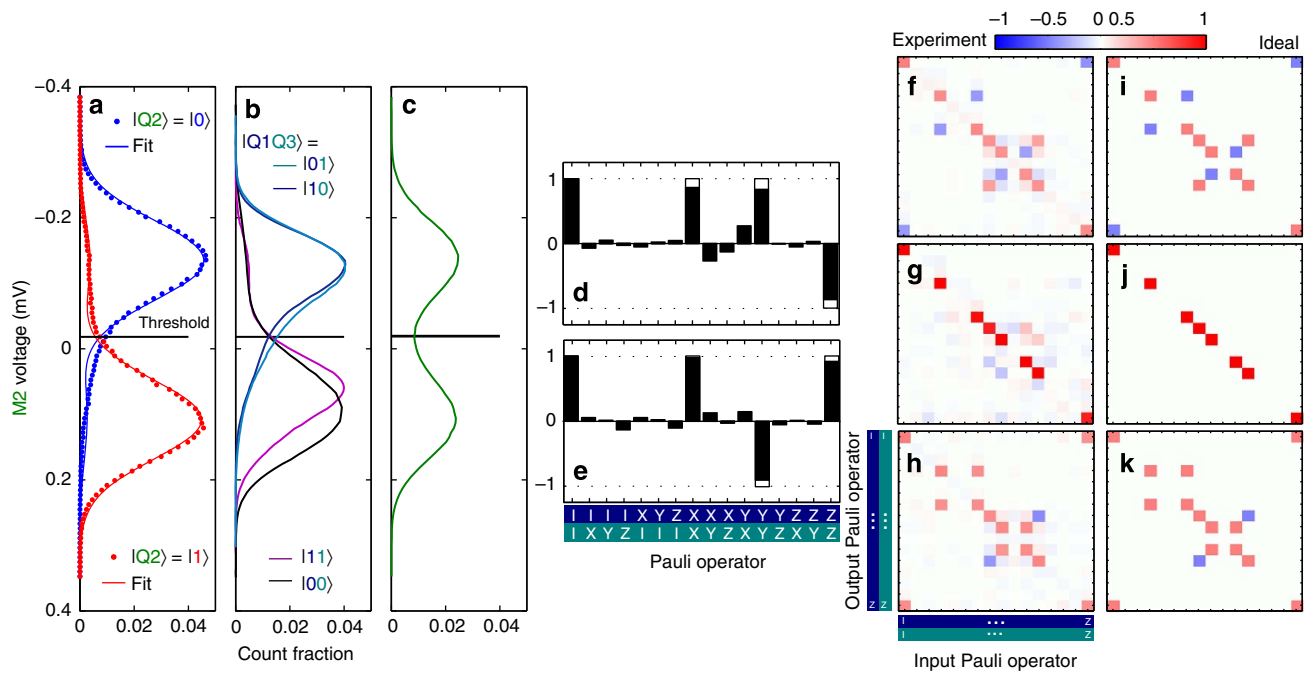 −1 −0.5 0 0.5 1
Experiment Ideal
−0.4
−0.2
0
0.2
0.4
M2 voltage (mV)
a
|Q2⟩ = |0⟩
Fit
Threshold
|Q2⟩ = |1⟩
Fit
0 0.02 0.04
b
|Q1Q3⟩ =
|01⟩
|10⟩
|11⟩
|00⟩
0 0.02 0.04
c
0 0.02 0.04
Count fraction
1
0
−1
d
1
0
−1
e
I I I I X Y Z X X X Y Y Y Z Z Z
I X Y Z I I I X Y Z X Y Z X Y Z
Pauli operator
f
i
g
j
h
k
Output Pauli operator
I ... Z
I ... Z
I ... Z
I ... Z
Input Pauli operator